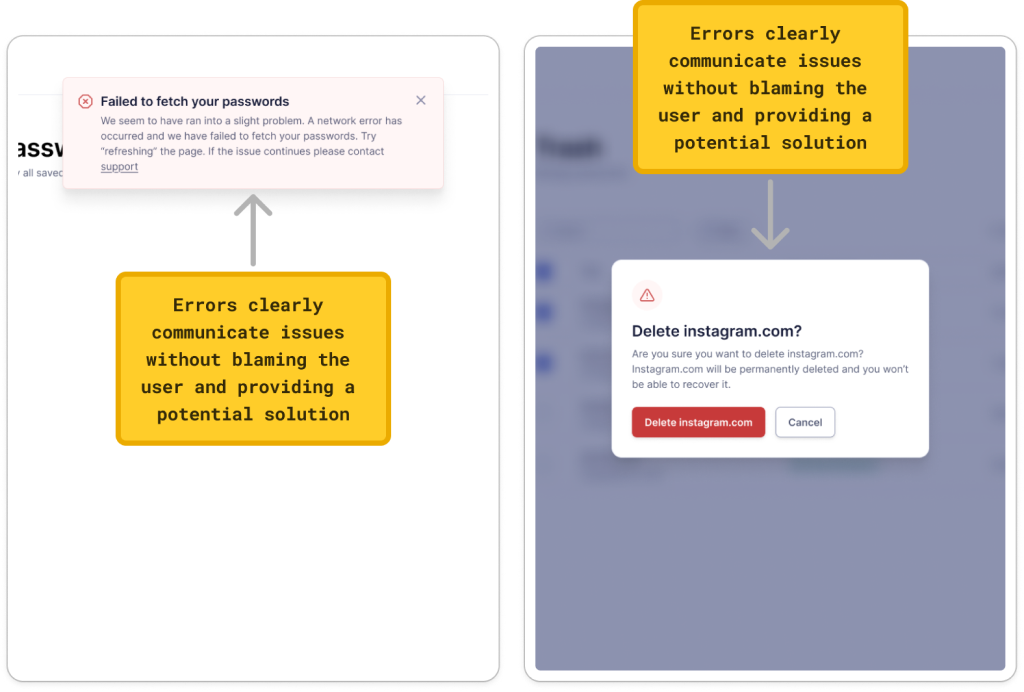 Failed to fetch your passwords
We seem to have ran into a slight problem. A network error has
occurred and we have failed to fetch your passwords. Try
“refreshing” the page. If the issue continues please contact
support
all saved
Errors clearly
communicate issues
without blaming the
user and providing a
potential solution
Errors clearly
communicate issues
without blaming the
user and providing a
potential solution
Trash
Delete instagram.com?
Are you sure you want to delete instagram.com?
Instagram.com will be permanently deleted and you won’t
be able to recover it.
Delete instagram.com
Cancel